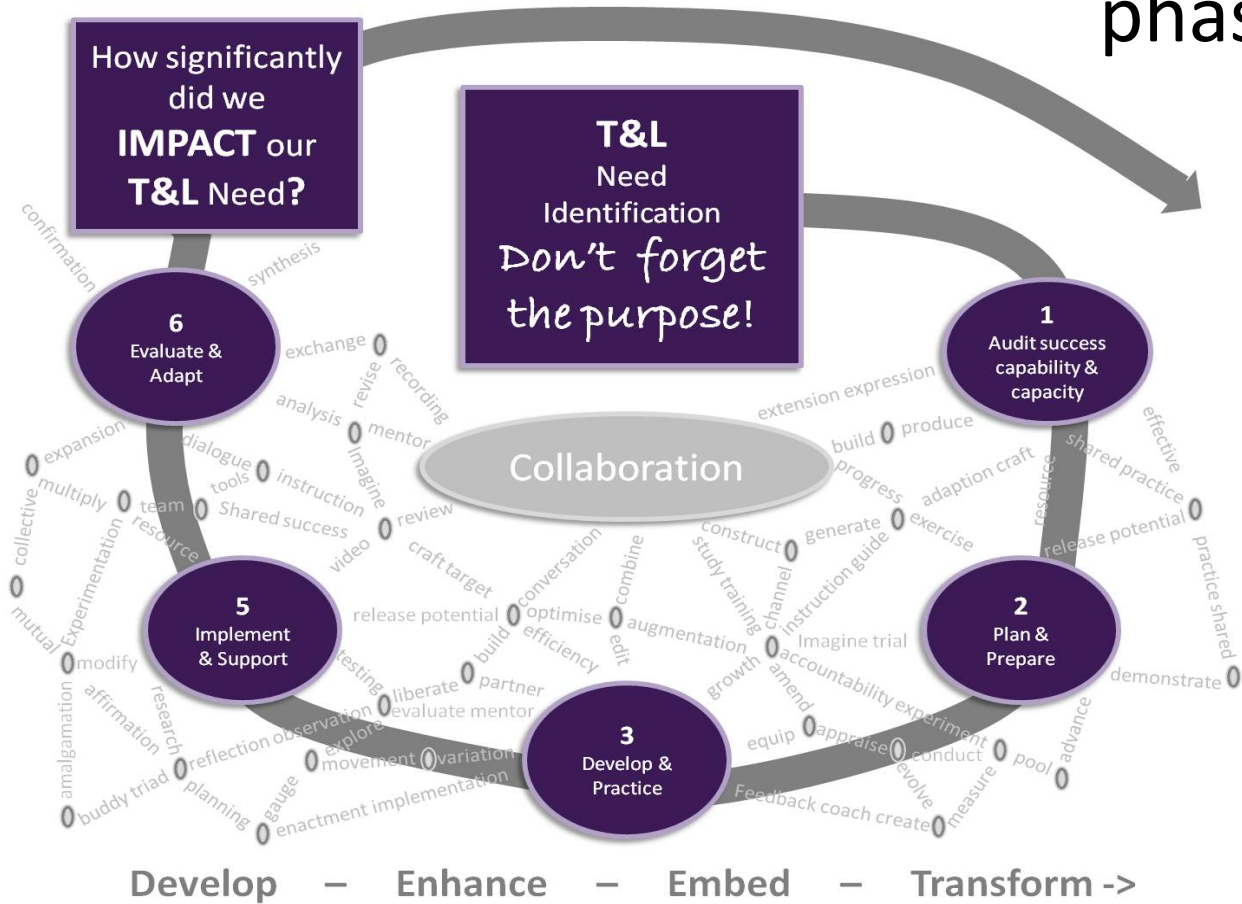 phas
How significantly
did we
IMPACT our
T&L Need?
T&L
Need
Identification
Don't forget
the purpose!
1
Audit success
capability &
capacity
2
Plan &
Prepare
3
Develop &
Practice
5
Implement
& Support
6
Evaluate &
Adapt
Collaboration
confirmation
synthesis
exchange
revise
recording
analysis
mentor
Imagine
expansion
dialogue
tools
instruction
multiply
team
Shared success
review
collective
resource
video
Experimentation
craft target
mutual
modify
affirmation
research
amalgamation
buddy triad
reflection observation
planning
gauge
explore
movement
variation
enactment implementation
testing
liberate
evaluate mentor
partner
build
release potential
conversation
optimise
efficiency
combine
edit
augmentation
extension expression
build
produce
progress
adaption craft
construct
generate
exercise
study training
channel
instruction guide
Imagine trial
growth
amend
accountability experiment
equip
appraise
conduct
evolve
measure
pool
advance
Feedback coach create
resource
shared practice
effective
release potential
practice shared
demonstrate
Develop – Enhance – Embed – Transform ->